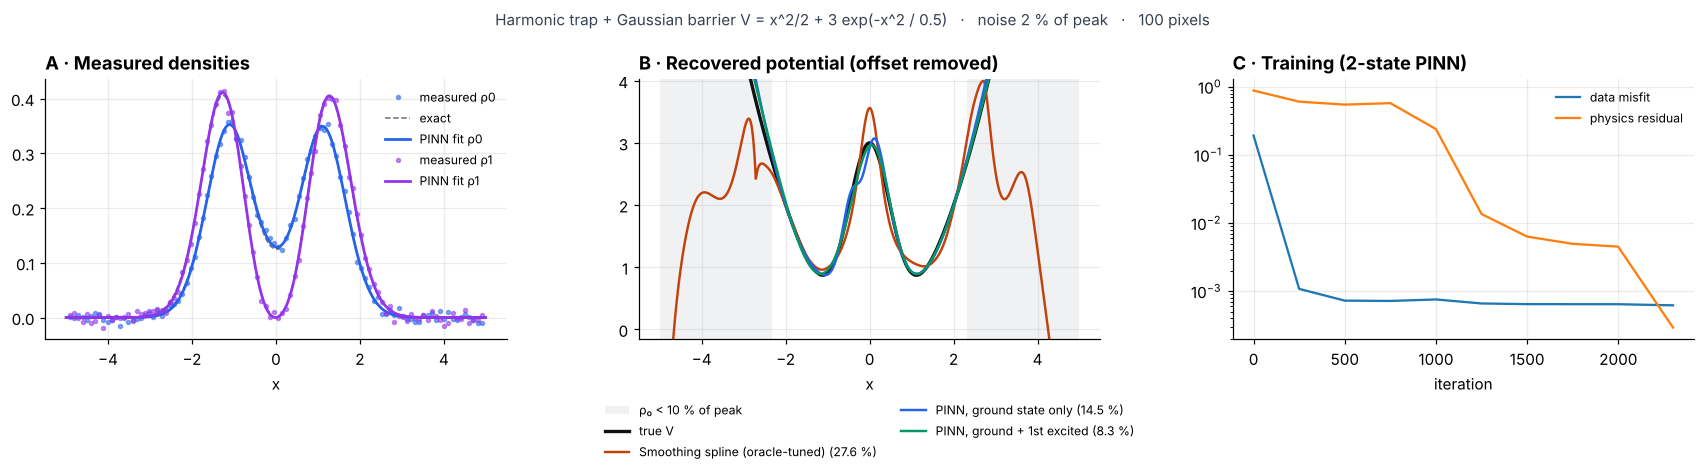 Harmonic trap + Gaussian barrier V = x^2/2 + 3 exp(-x^2 / 0.5) · noise 2 % of peak · 100 pixels
A · Measured densities
0.4
0.3
0.2
0.1
0.0
−4
−2
0
2
4
x
measured ρ0
exact
PINN fit ρ0
measured ρ1
PINN fit ρ1
B · Recovered potential (offset removed)
4
3
2
1
0
−4
−2
0
2
4
x
ρ₀ < 10 % of peak
true V
Smoothing spline (oracle-tuned) (27.6 %)
PINN, ground state only (14.5 %)
PINN, ground + 1st excited (8.3 %)
C · Training (2-state PINN)
10⁰
10⁻¹
10⁻²
10⁻³
0
500
1000
1500
2000
iteration
data misfit
physics residual